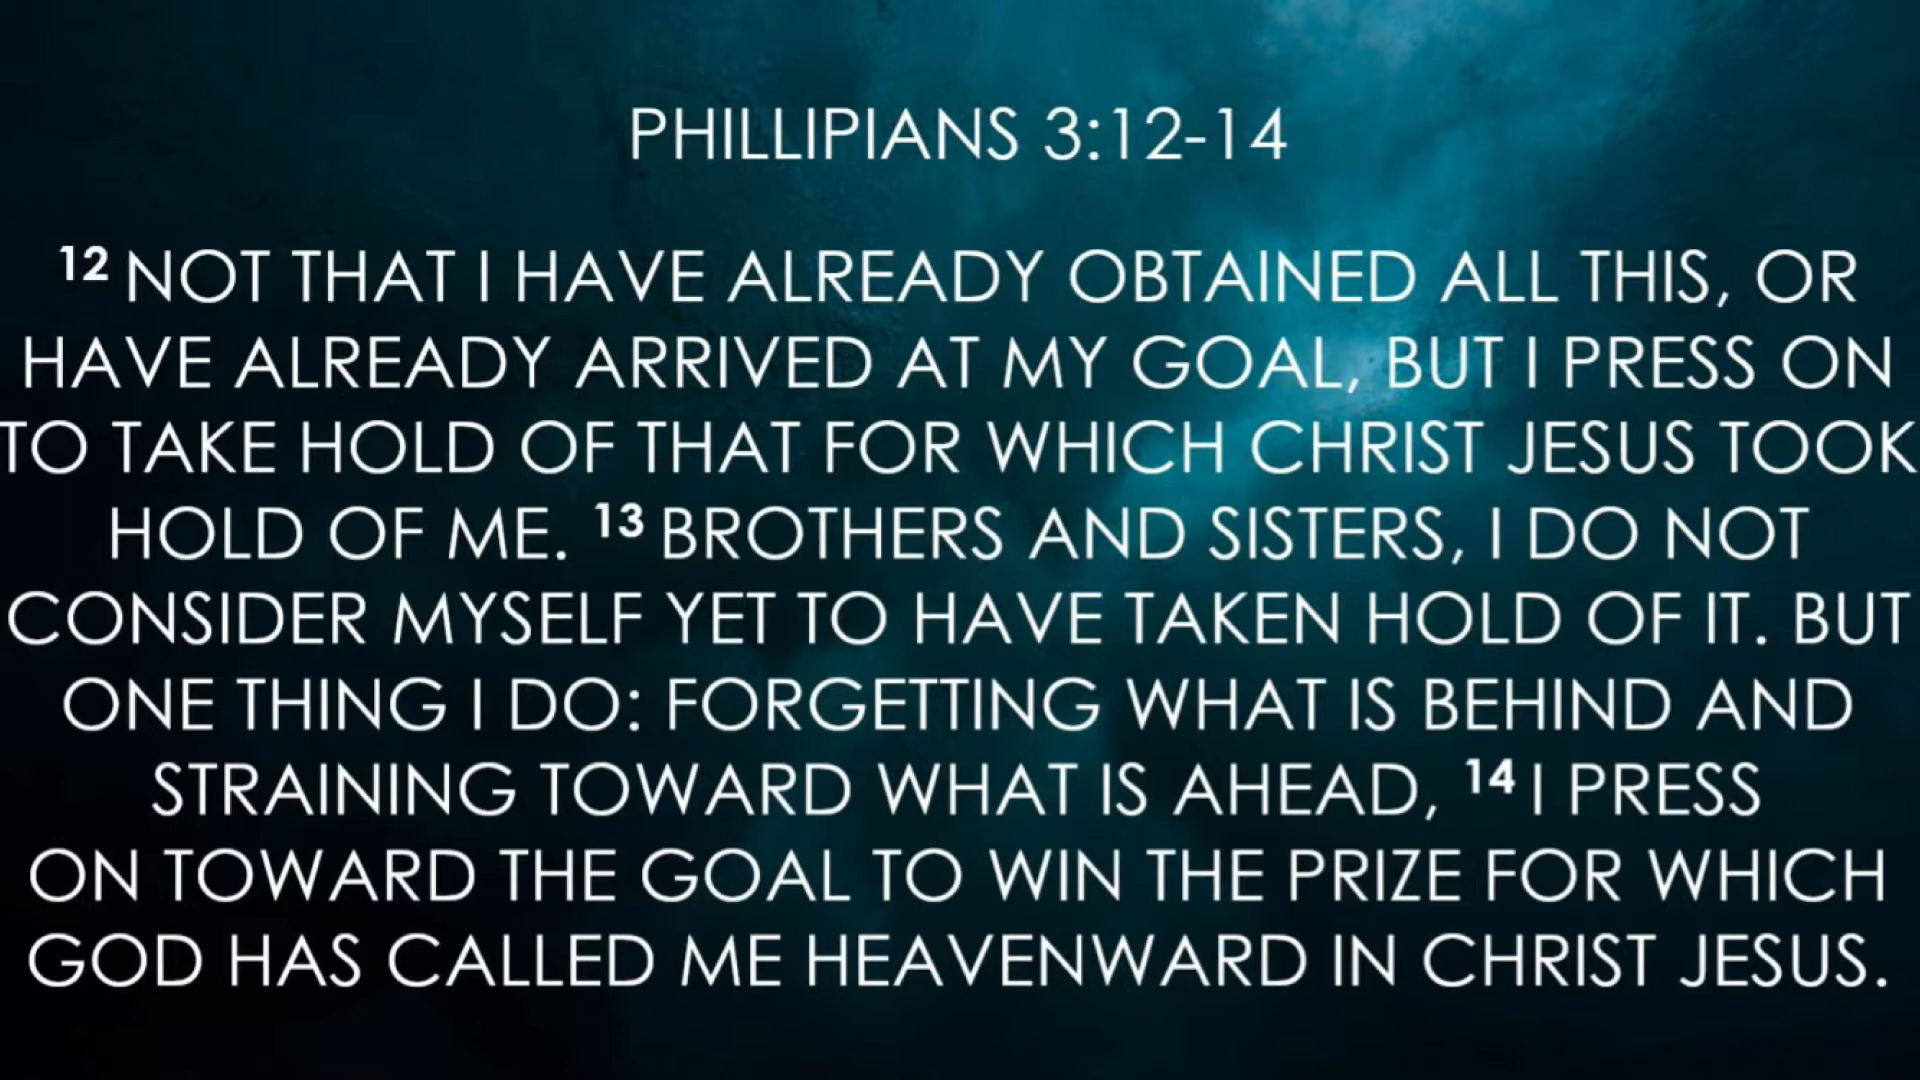 PHILLIPIANS 3:12-14
12 NOT THAT I HAVE ALREADY OBTAINED ALL THIS, OR
HAVE ALREADY ARRIVED AT MY GOAL, BUT I PRESS ON
TO TAKE HOLD OF THAT FOR WHICH CHRIST JESUS TOOK
HOLD OF ME. 13 BROTHERS AND SISTERS, I DO NOT
CONSIDER MYSELF YET TO HAVE TAKEN HOLD OF IT. BUT
ONE THING I DO: FORGETTING WHAT IS BEHIND AND
STRAINING TOWARD WHAT IS AHEAD, 14 I PRESS
ON TOWARD THE GOAL TO WIN THE PRIZE FOR WHICH
GOD HAS CALLED ME HEAVENWARD IN CHRIST JESUS.